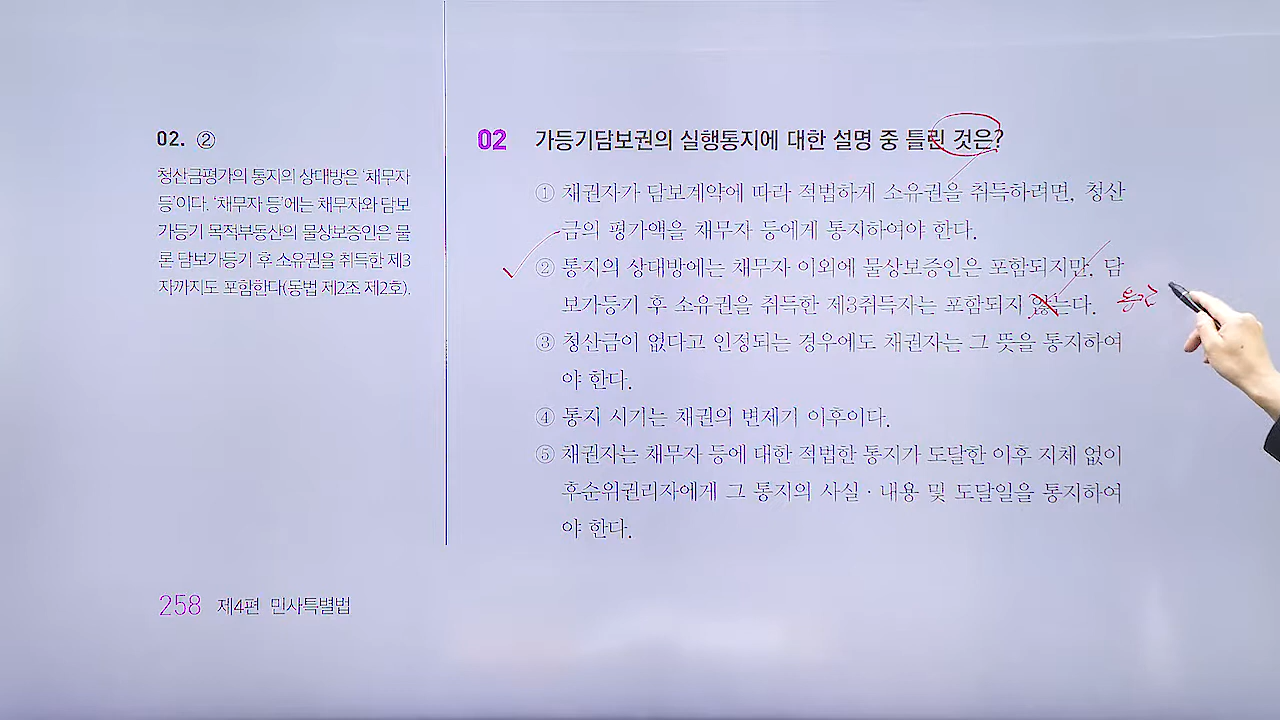 02. ②
청산금평가의 통지의 상대방은 '채무자
등'이다. '채무자 등'에는 채무자와 담보
가등기 목적부동산의 물상보증인은 물
론 담보가등기 후 소유권을 취득한 제3
자까지도 포함한다(동법 제2조 제2호).
02 가등기담보권의 실행통지에 대한 설명 중 틀린 것은?
① 채권자가 담보계약에 따라 적법하게 소유권을 취득하려면, 청산
금의 평가액을 채무자 등에게 통지하여야 한다.
② 통지의 상대방에는 채무자 이외에 물상보증인은 포함되지만, 담
보가등기 후 소유권을 취득한 제3취득자는 포함되지 않는다.
③ 청산금이 없다고 인정되는 경우에도 채권자는 그 뜻을 통지하여
야 한다.
④ 통지 시기는 채권의 변제기 이후이다.
⑤ 채권자는 채무자 등에 대한 적법한 통지가 도달한 이후 지체 없이
후순위권리자에게 그 통지의 사실·내용 및 도달일을 통지하여
야 한다.
258 제4편 민사특별법